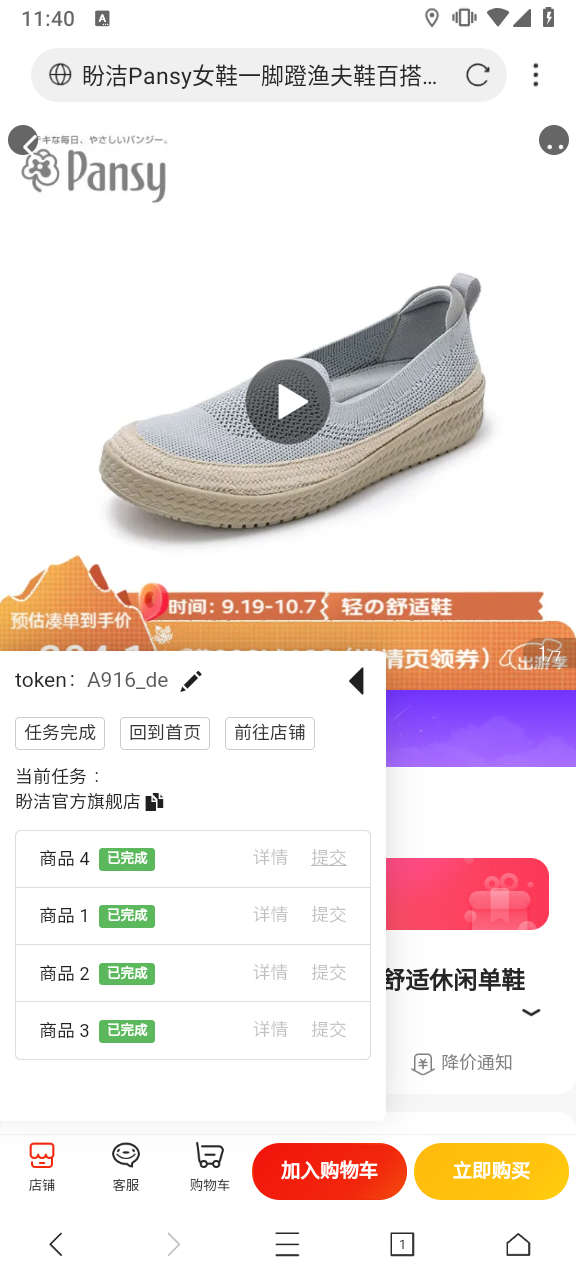 11:40
A
盼洁Pansy女鞋一脚蹬渔夫鞋百搭...
チキな毎日、やさしいパンジー。
Pansy
时间: 9.19-10.7
轻の舒适鞋
预估凑单到手价
情页领券)
出游季
1/7
token: A916_de
任务完成
回到首页
前往店铺
当前任务 :
盼洁官方旗舰店
商品 4 已完成 详情 提交
商品 1 已完成 详情 提交
商品 2 已完成 详情 提交
商品 3 已完成 详情 提交
舒适休闲单鞋
降价通知
店铺
客服
购物车
加入购物车
立即购买
1